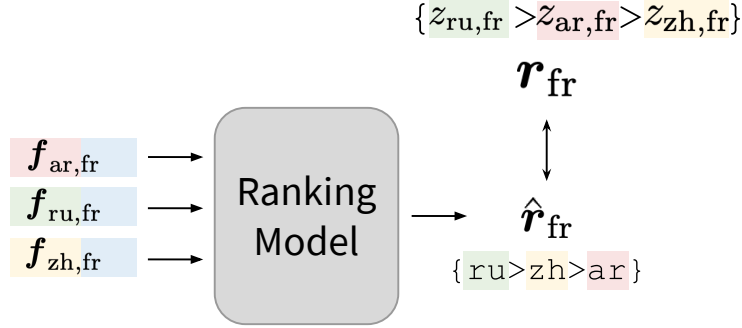 {z_ru,fr >z_ar,fr>z_zh,fr}
r_fr
f_ar,fr
f_ru,fr
f_zh,fr
Ranking
Model
r̂_fr
{ru>zh>ar}